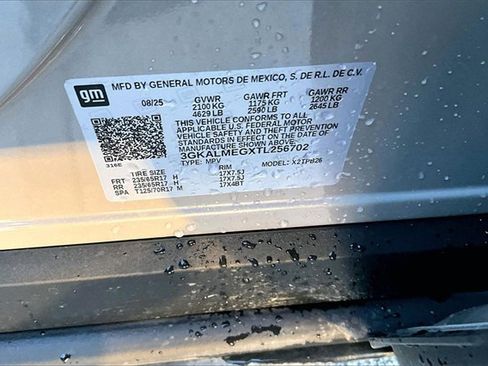 gm
MFD BY GENERAL MOTORS DE MEXICO, S. DE R.L. DE C.V.
08/25 GVWR GAWR FRT GAWR RR
2100 KG 1175 KG 1200 KG
4629 LB 2590 LB 2645 LB
THIS VEHICLE CONFORMS TO ALL
APPLICABLE U.S. FEDERAL MOTOR
VEHICLE SAFETY AND THEFT PREVENTION
STANDARDS IN EFFECT ON THE DATE OF
MANUFACTURE SHOWN ABOVE.
3GKALMEGXTL256702
316E TYPE: MPV MODEL: X2TPB26
TIRE SIZE RIM
FRT 235/65R17 H 17X7.5J
RR 235/65R17 H 17X7.5J
SPA T125/70R17 M 17X4BT